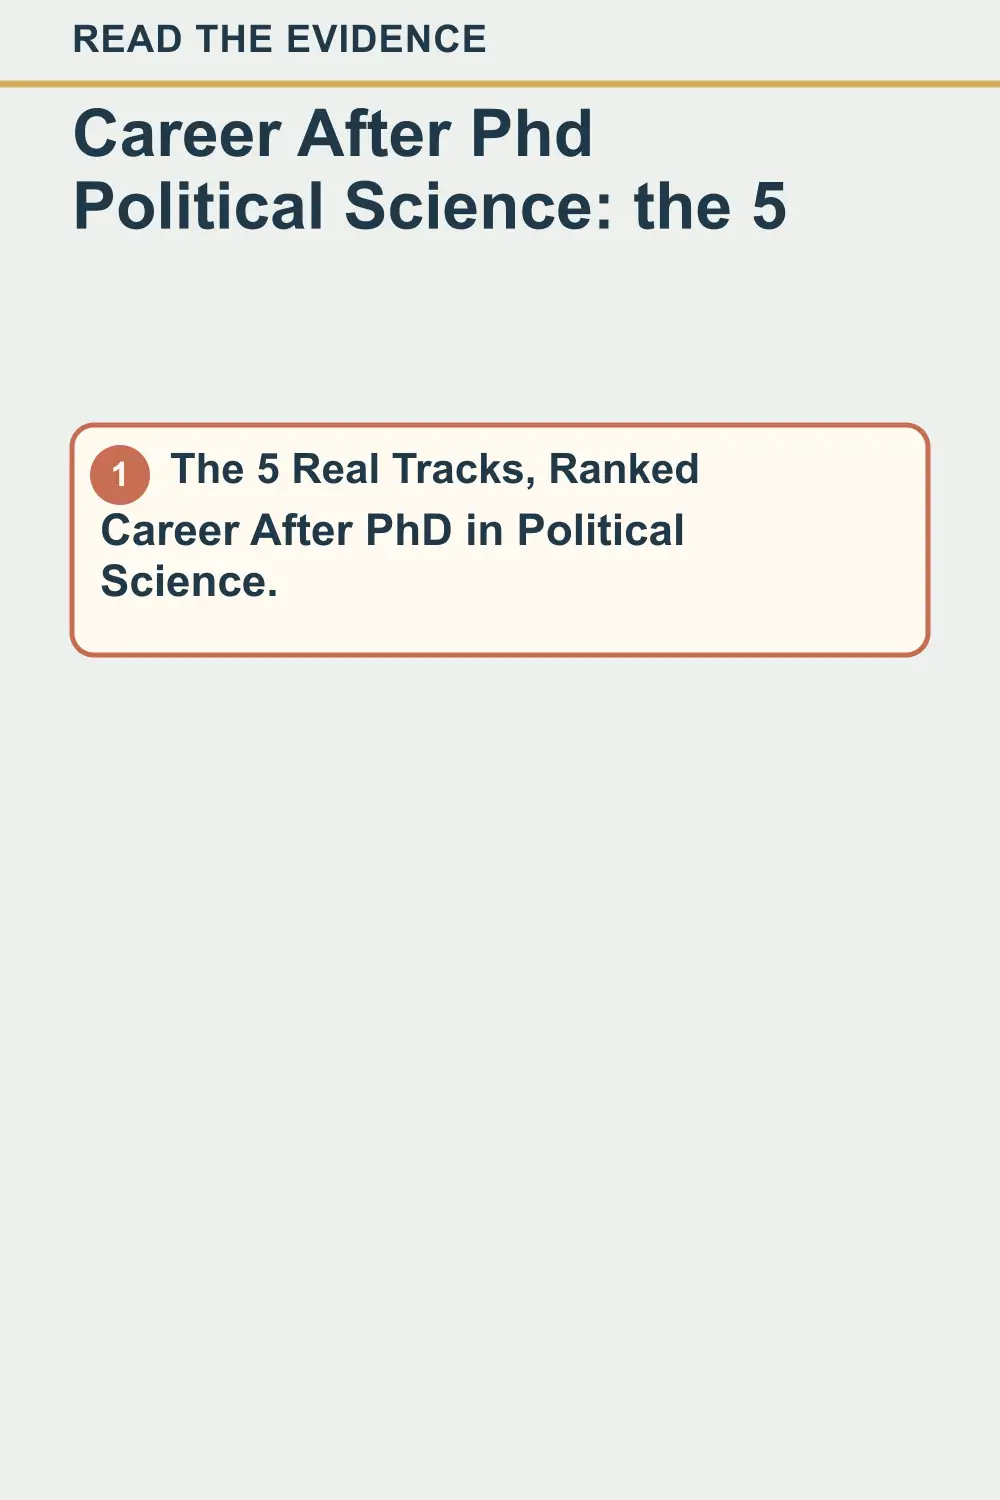 READ THE EVIDENCE
Career After Phd
Political Science: the 5
1 The 5 Real Tracks, Ranked
Career After PhD in Political
Science.